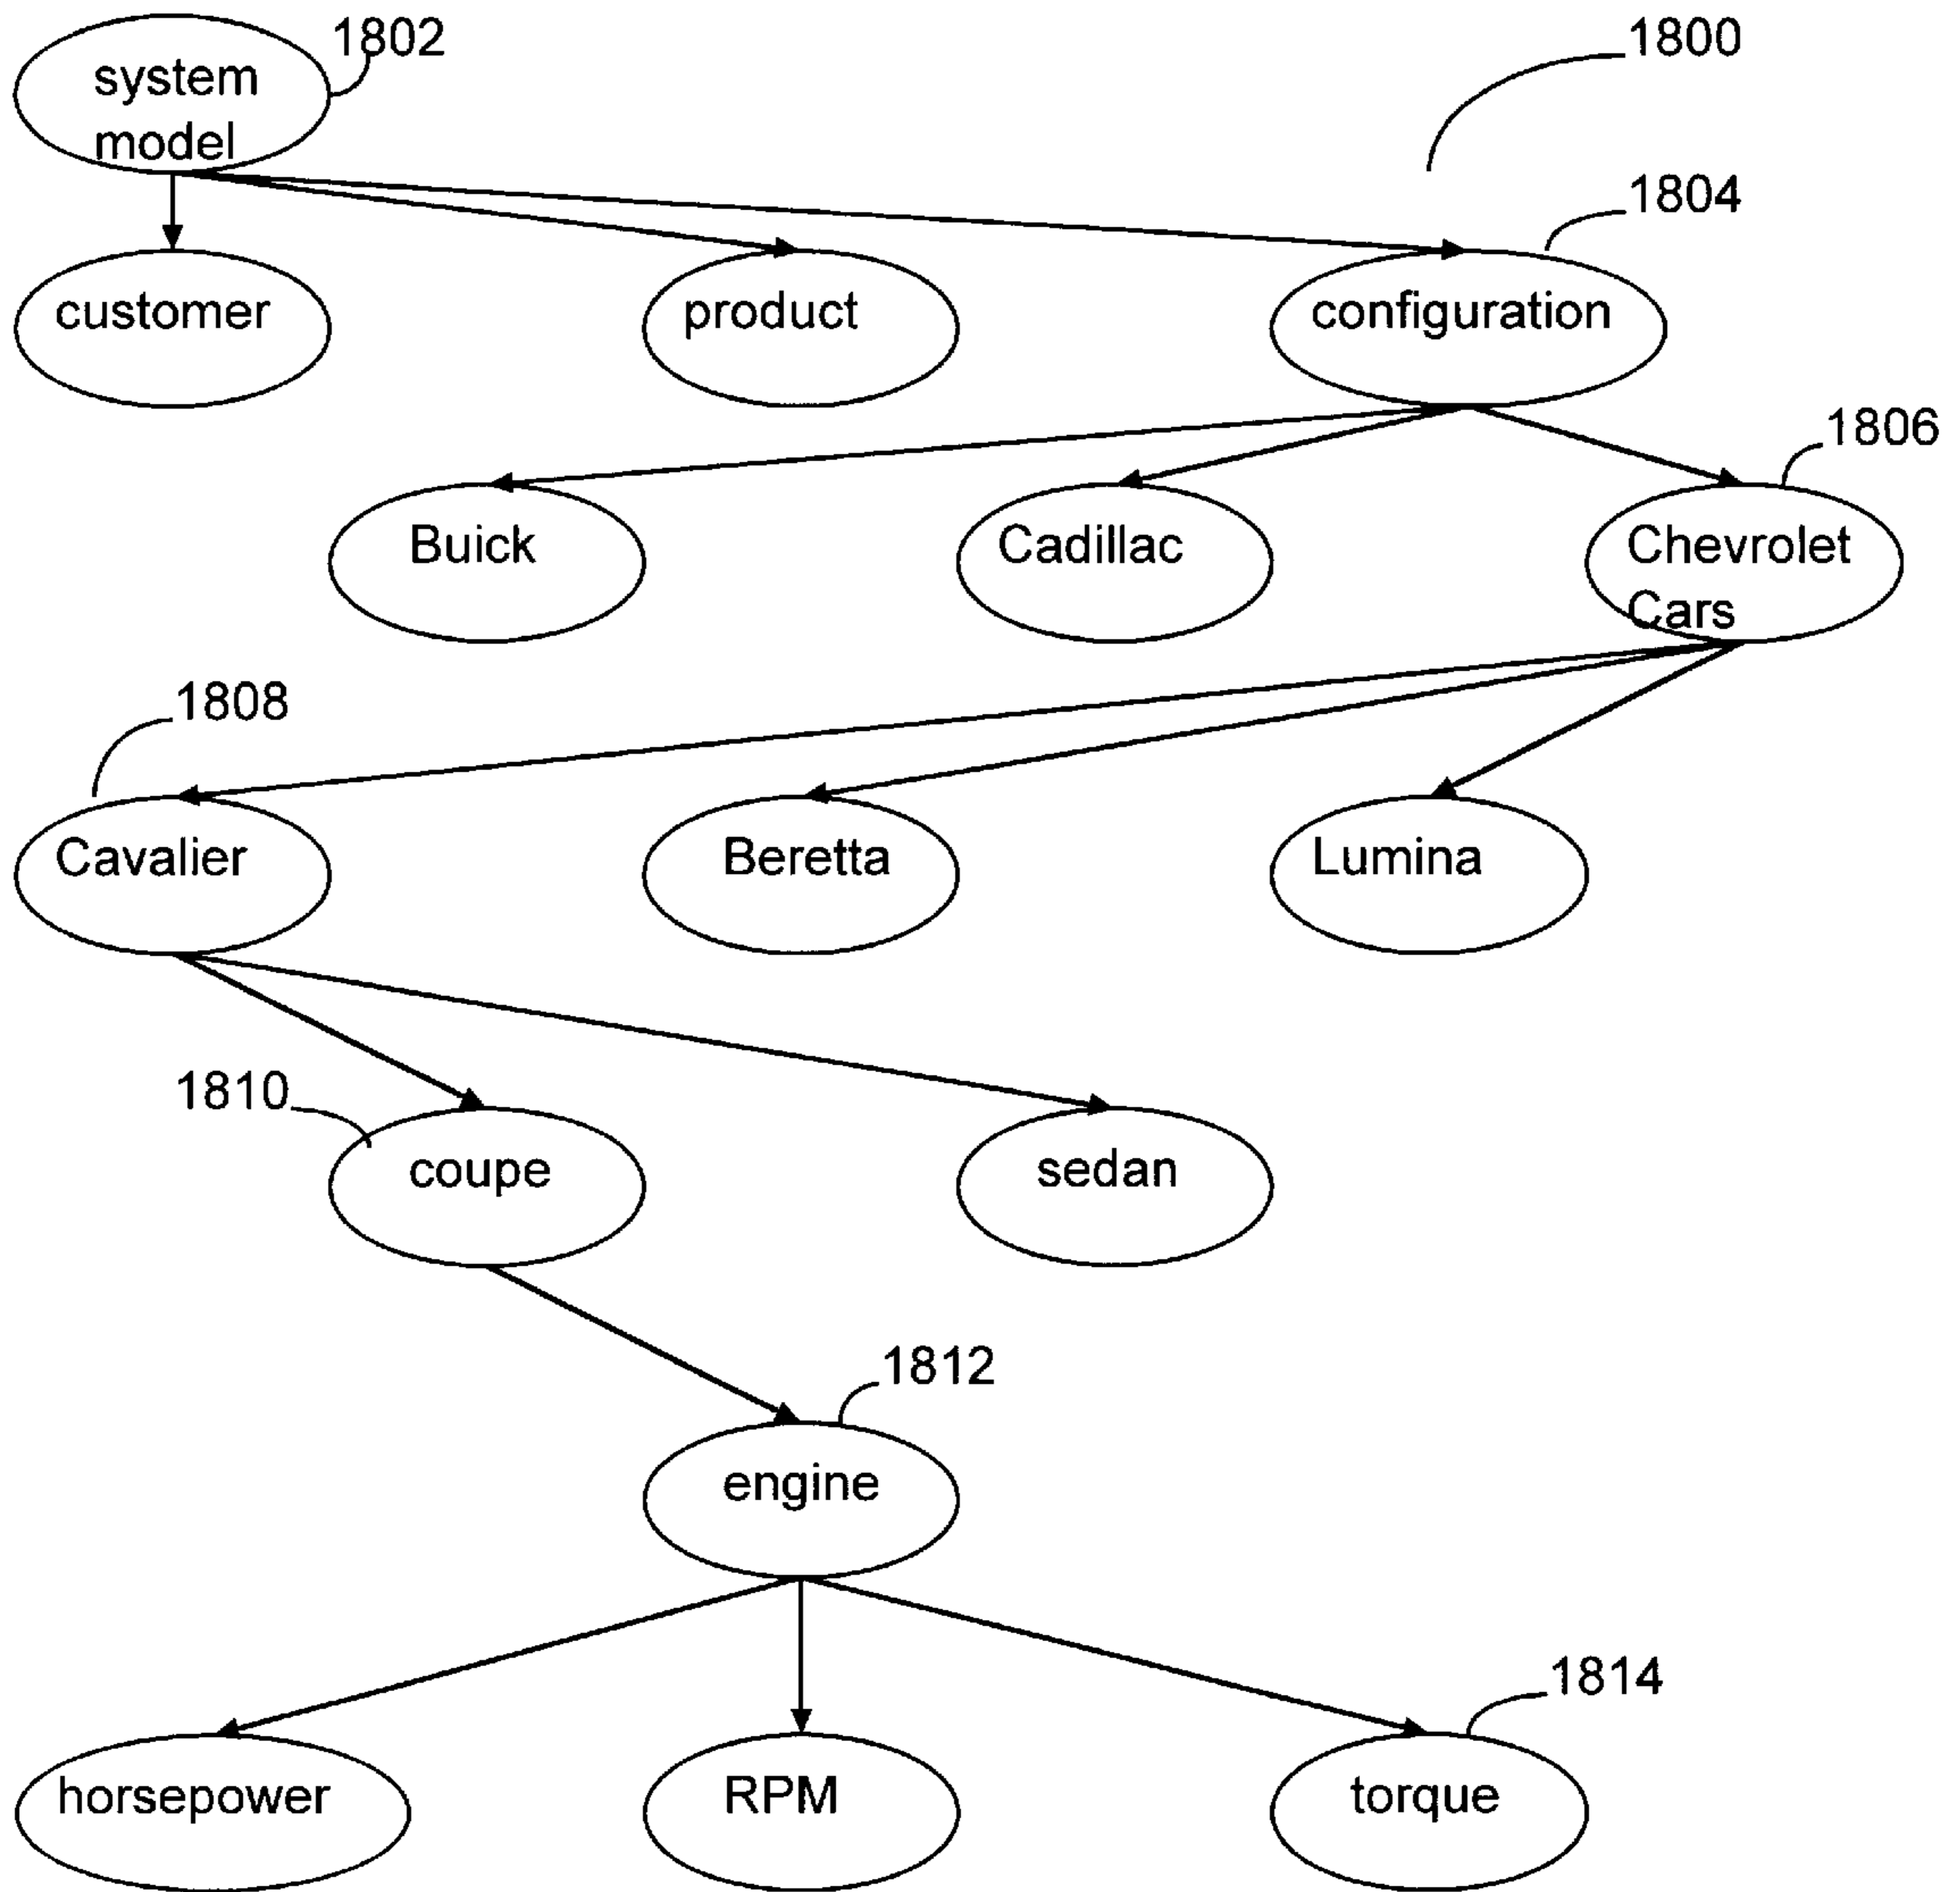 1802
1800
system
model
1804
customer
product
configuration
1806
Buick
Cadillac
Chevrolet
Cars
1808
Cavalier
Beretta
Lumina
1810
coupe
sedan
1812
engine
1814
horsepower
RPM
torque